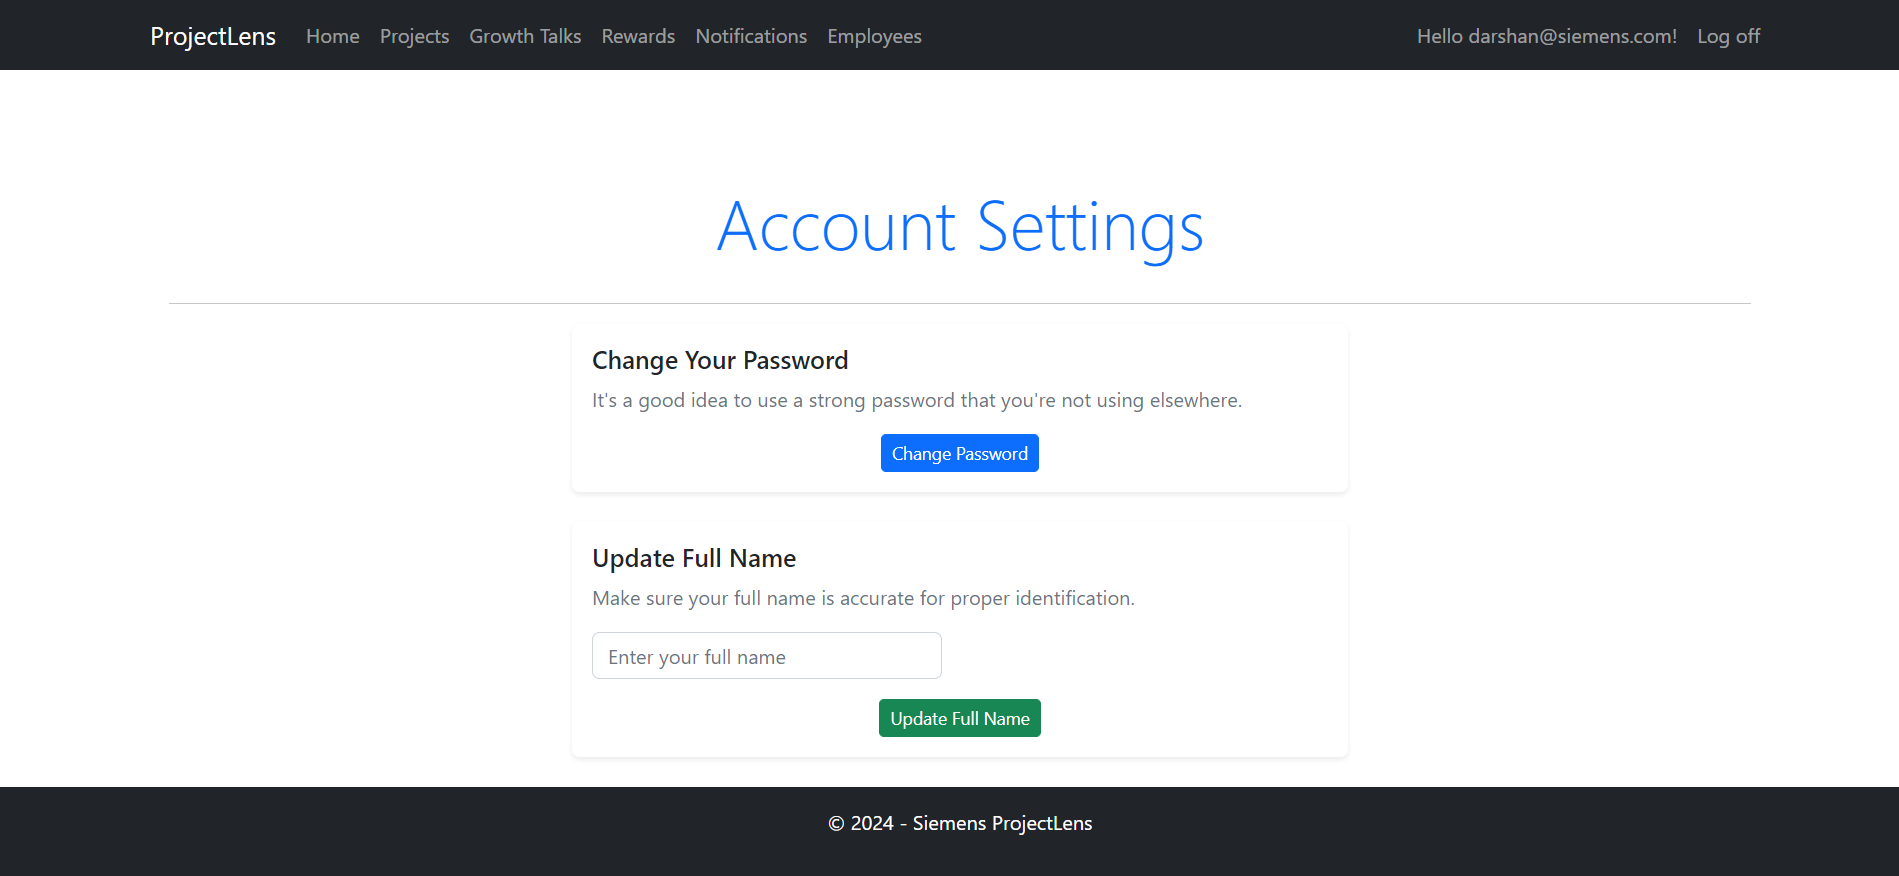 ProjectLens Home Projects Growth Talks Rewards Notifications Employees Hello darshan@siemens.com! Log off
Account Settings
Change Your Password
It's a good idea to use a strong password that you're not using elsewhere.
Change Password
Update Full Name
Make sure your full name is accurate for proper identification.
Enter your full name
Update Full Name
© 2024 - Siemens ProjectLens